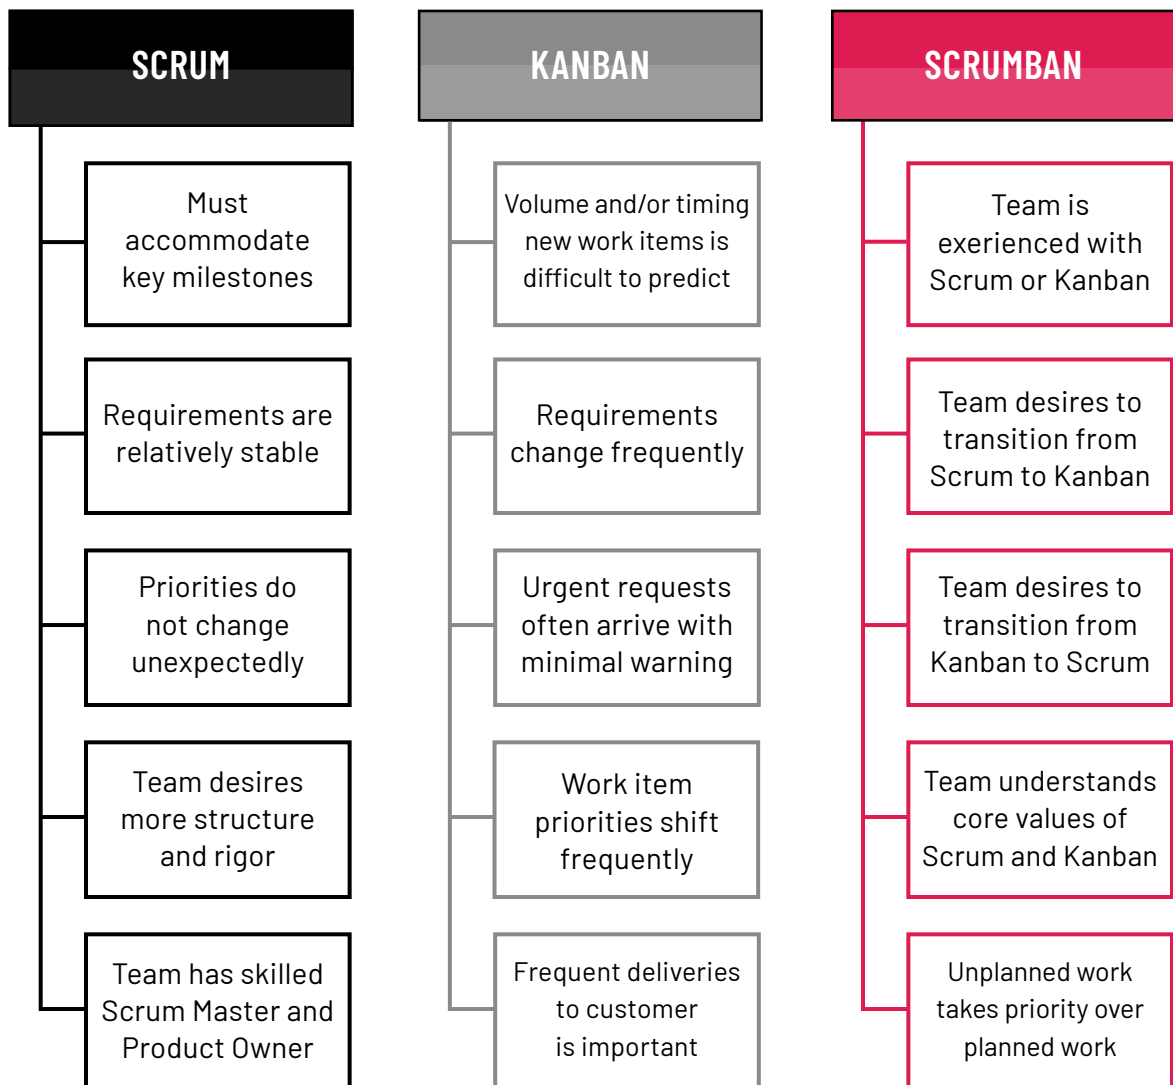 SCRUM
Must
accommodate
key milestones
Requirements are
relatively stable
Priorities do
not change
unexpectedly
Team desires
more structure
and rigor
Team has skilled
Scrum Master and
Product Owner
KANBAN
Volume and/or timing
new work items is
difficult to predict
Requirements
change frequently
Urgent requests
often arrive with
minimal warning
Work item
priorities shift
frequently
Frequent deliveries
to customer
is important
SCRUMBAN
Team is
exerienced with
Scrum or Kanban
Team desires to
transition from
Scrum to Kanban
Team desires to
transition from
Kanban to Scrum
Team understands
core values of
Scrum and Kanban
Unplanned work
takes priority over
planned work